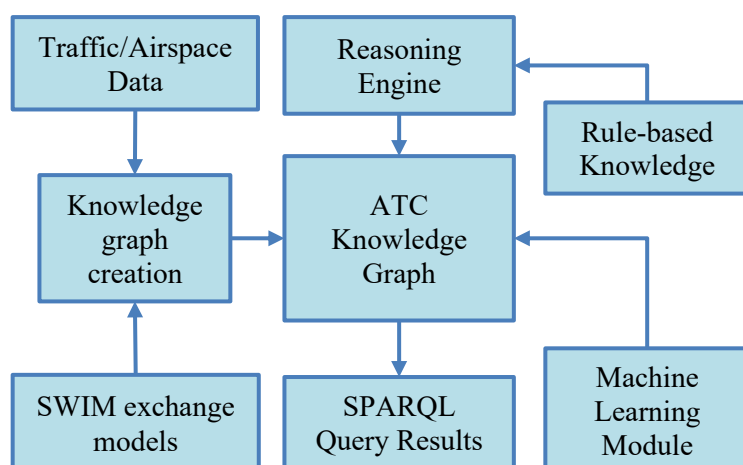 Traffic/Airspace
Data
Reasoning
Engine
Rule-based
Knowledge
Knowledge
graph
creation
ATC
Knowledge
Graph
SWIM exchange
models
SPARQL
Query Results
Machine
Learning
Module